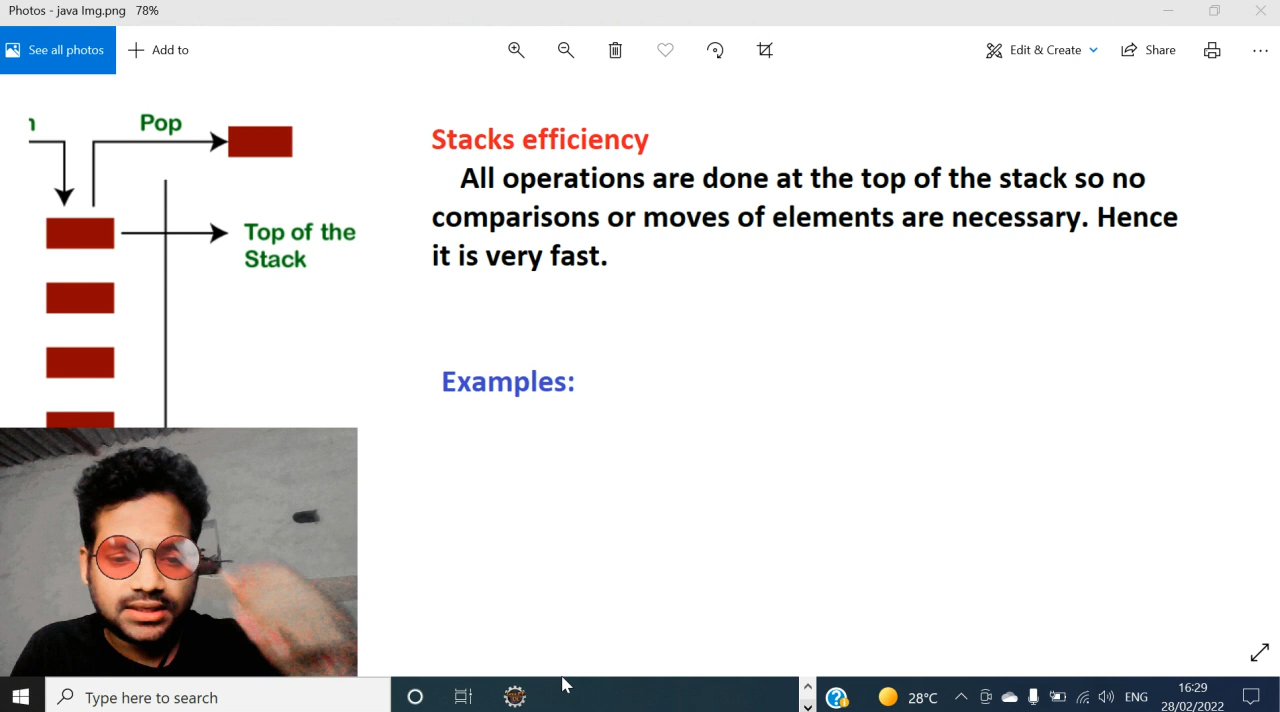 Photos - java Img.png 78%
See all photos
Add to
Edit & Create
Share
Pop
Top of the
Stack
Stacks efficiency
All operations are done at the top of the stack so no
comparisons or moves of elements are necessary. Hence
it is very fast.
Examples:
Type here to search
28°C
ENG
16:29
28/02/2022